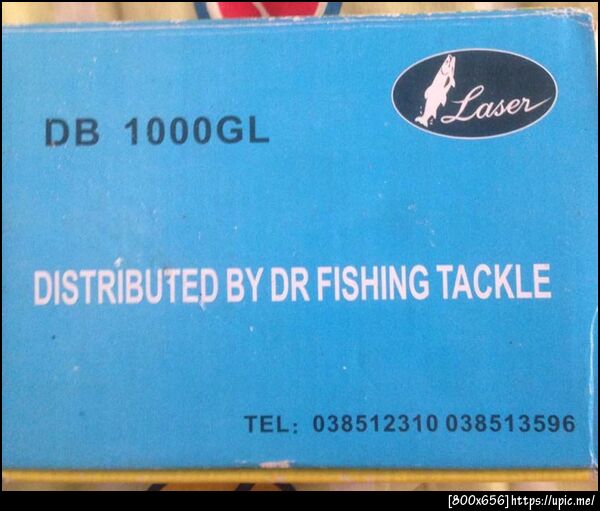 Laser
DB 1000GL
DISTRIBUTED BY DR FISHING TACKLE
TEL: 038512310 038513596
[800x656]https://upic.me/